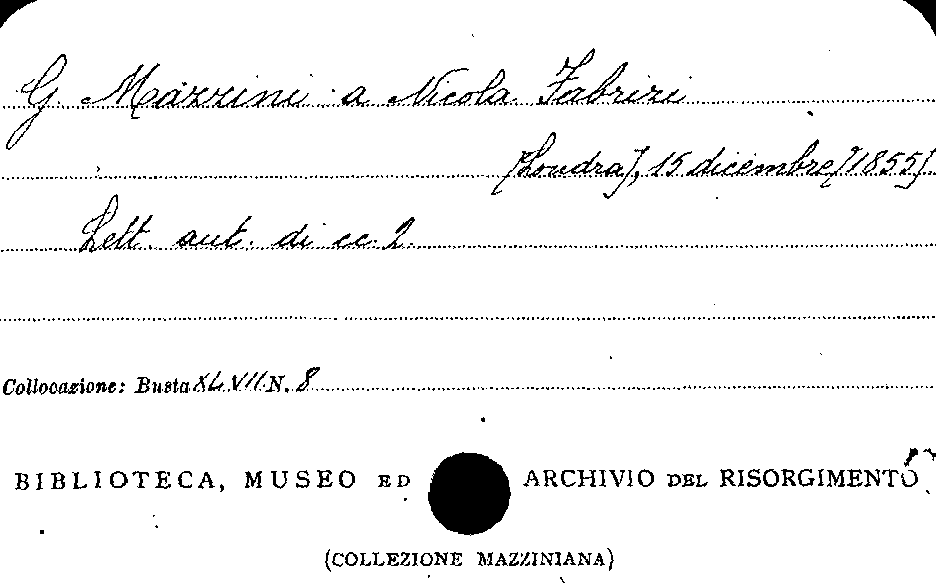 G Mazzini a Nicola Fabrizi
[Londra], 15 dicembre [1855]
Lett. aut. di cc. 2.
Collocazione: Busta XLVII N. 8
BIBLIOTECA, MUSEO ED ARCHIVIO DEL RISORGIMENTO
(COLLEZIONE MAZZINIANA)